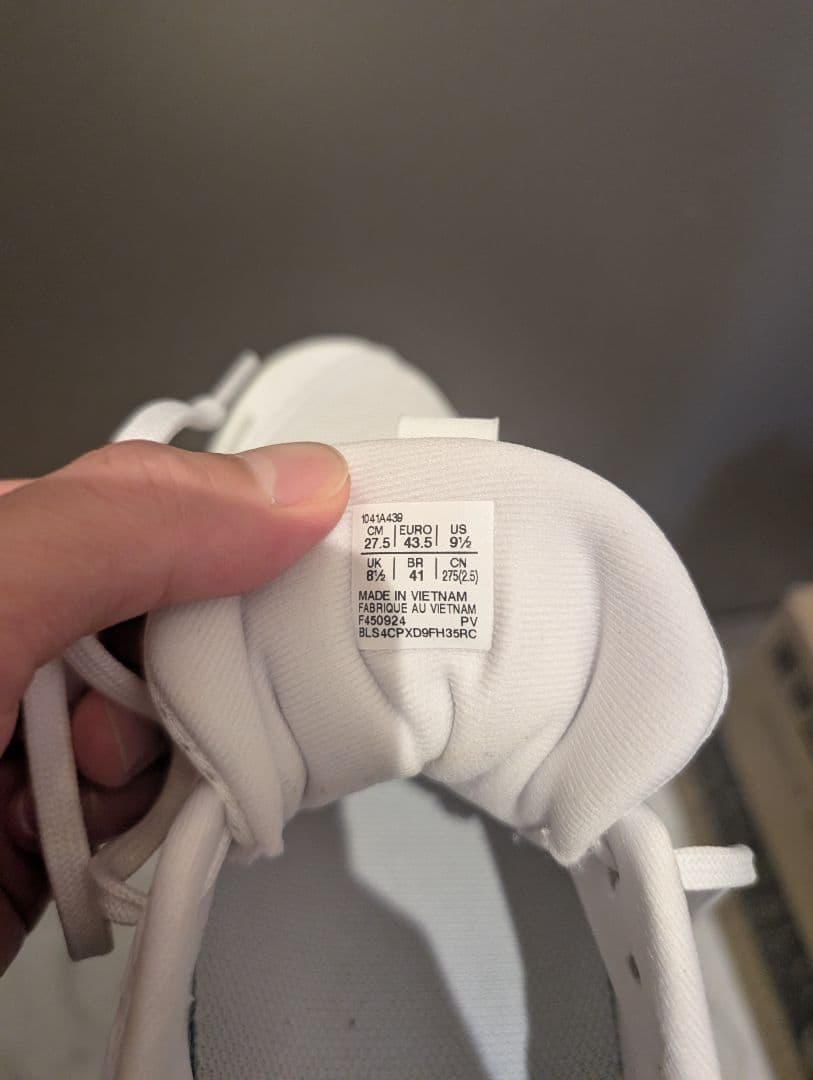 1041A439
CM EURO US
27.5 43.5 9½
UK BR CN
8½ 41 275(2.5)
MADE IN VIETNAM
FABRIQUE AU VIETNAM
F450924 PV
BLS4CPXD9FH35RC